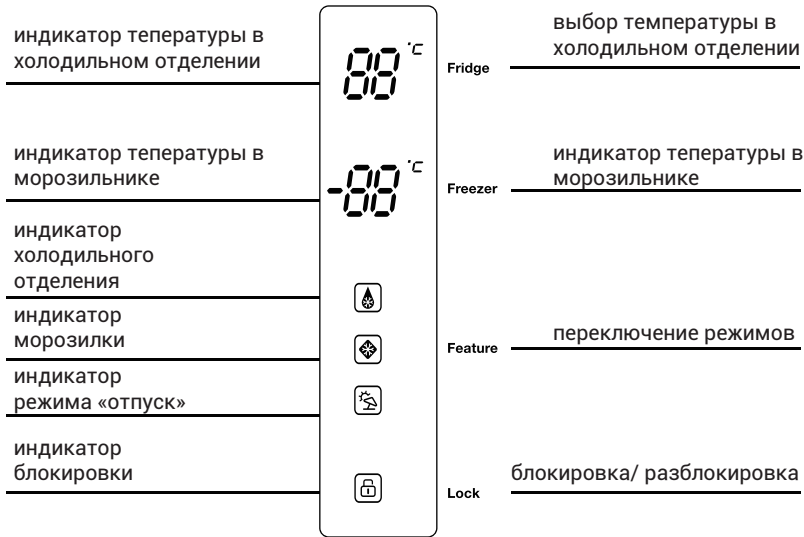 индикатор тепературы в
холодильном отделении
88 °C
Fridge
выбор температуры в
холодильном отделении
индикатор тепературы в
морозильнике
-88 °C
Freezer
индикатор тепературы в
морозильнике
индикатор
холодильного
отделения
индикатор
морозилки
Feature
переключение режимов
индикатор
режима «отпуск»
индикатор
блокировки
Lock
блокировка/ разблокировка